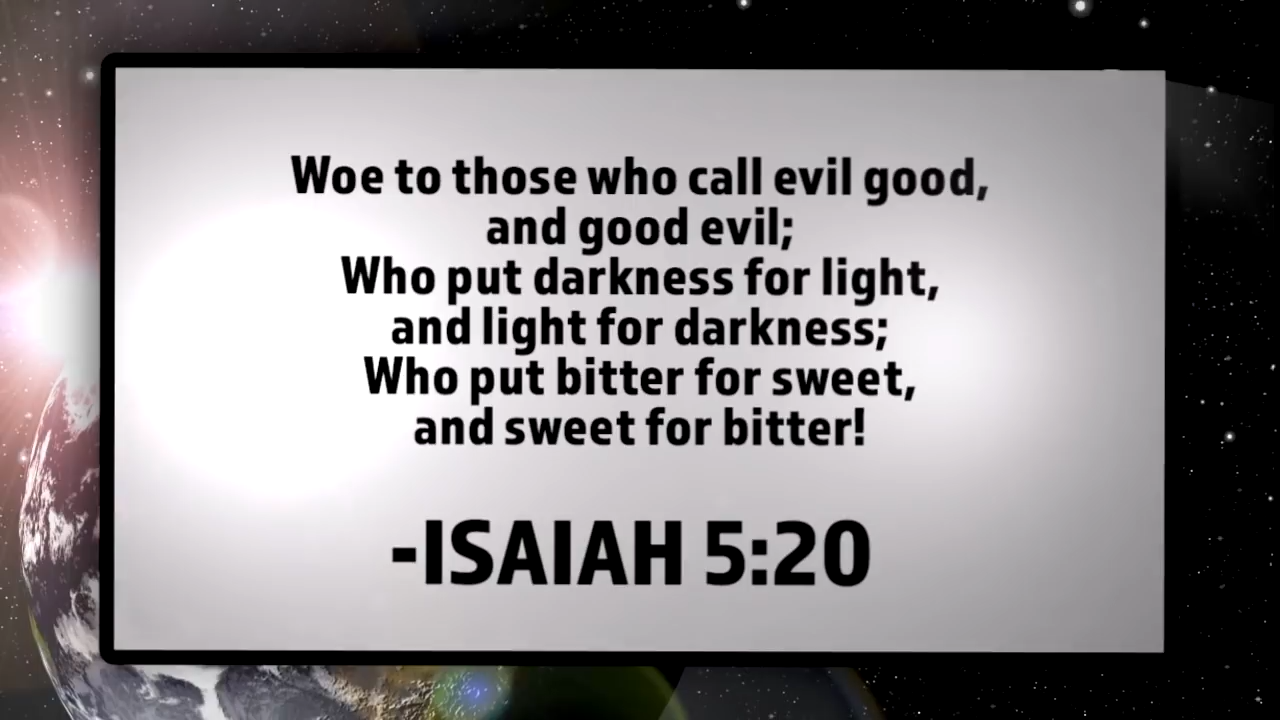 Woe to those who call evil good,
and good evil;
Who put darkness for light,
and light for darkness;
Who put bitter for sweet,
and sweet for bitter!
-ISAIAH 5:20